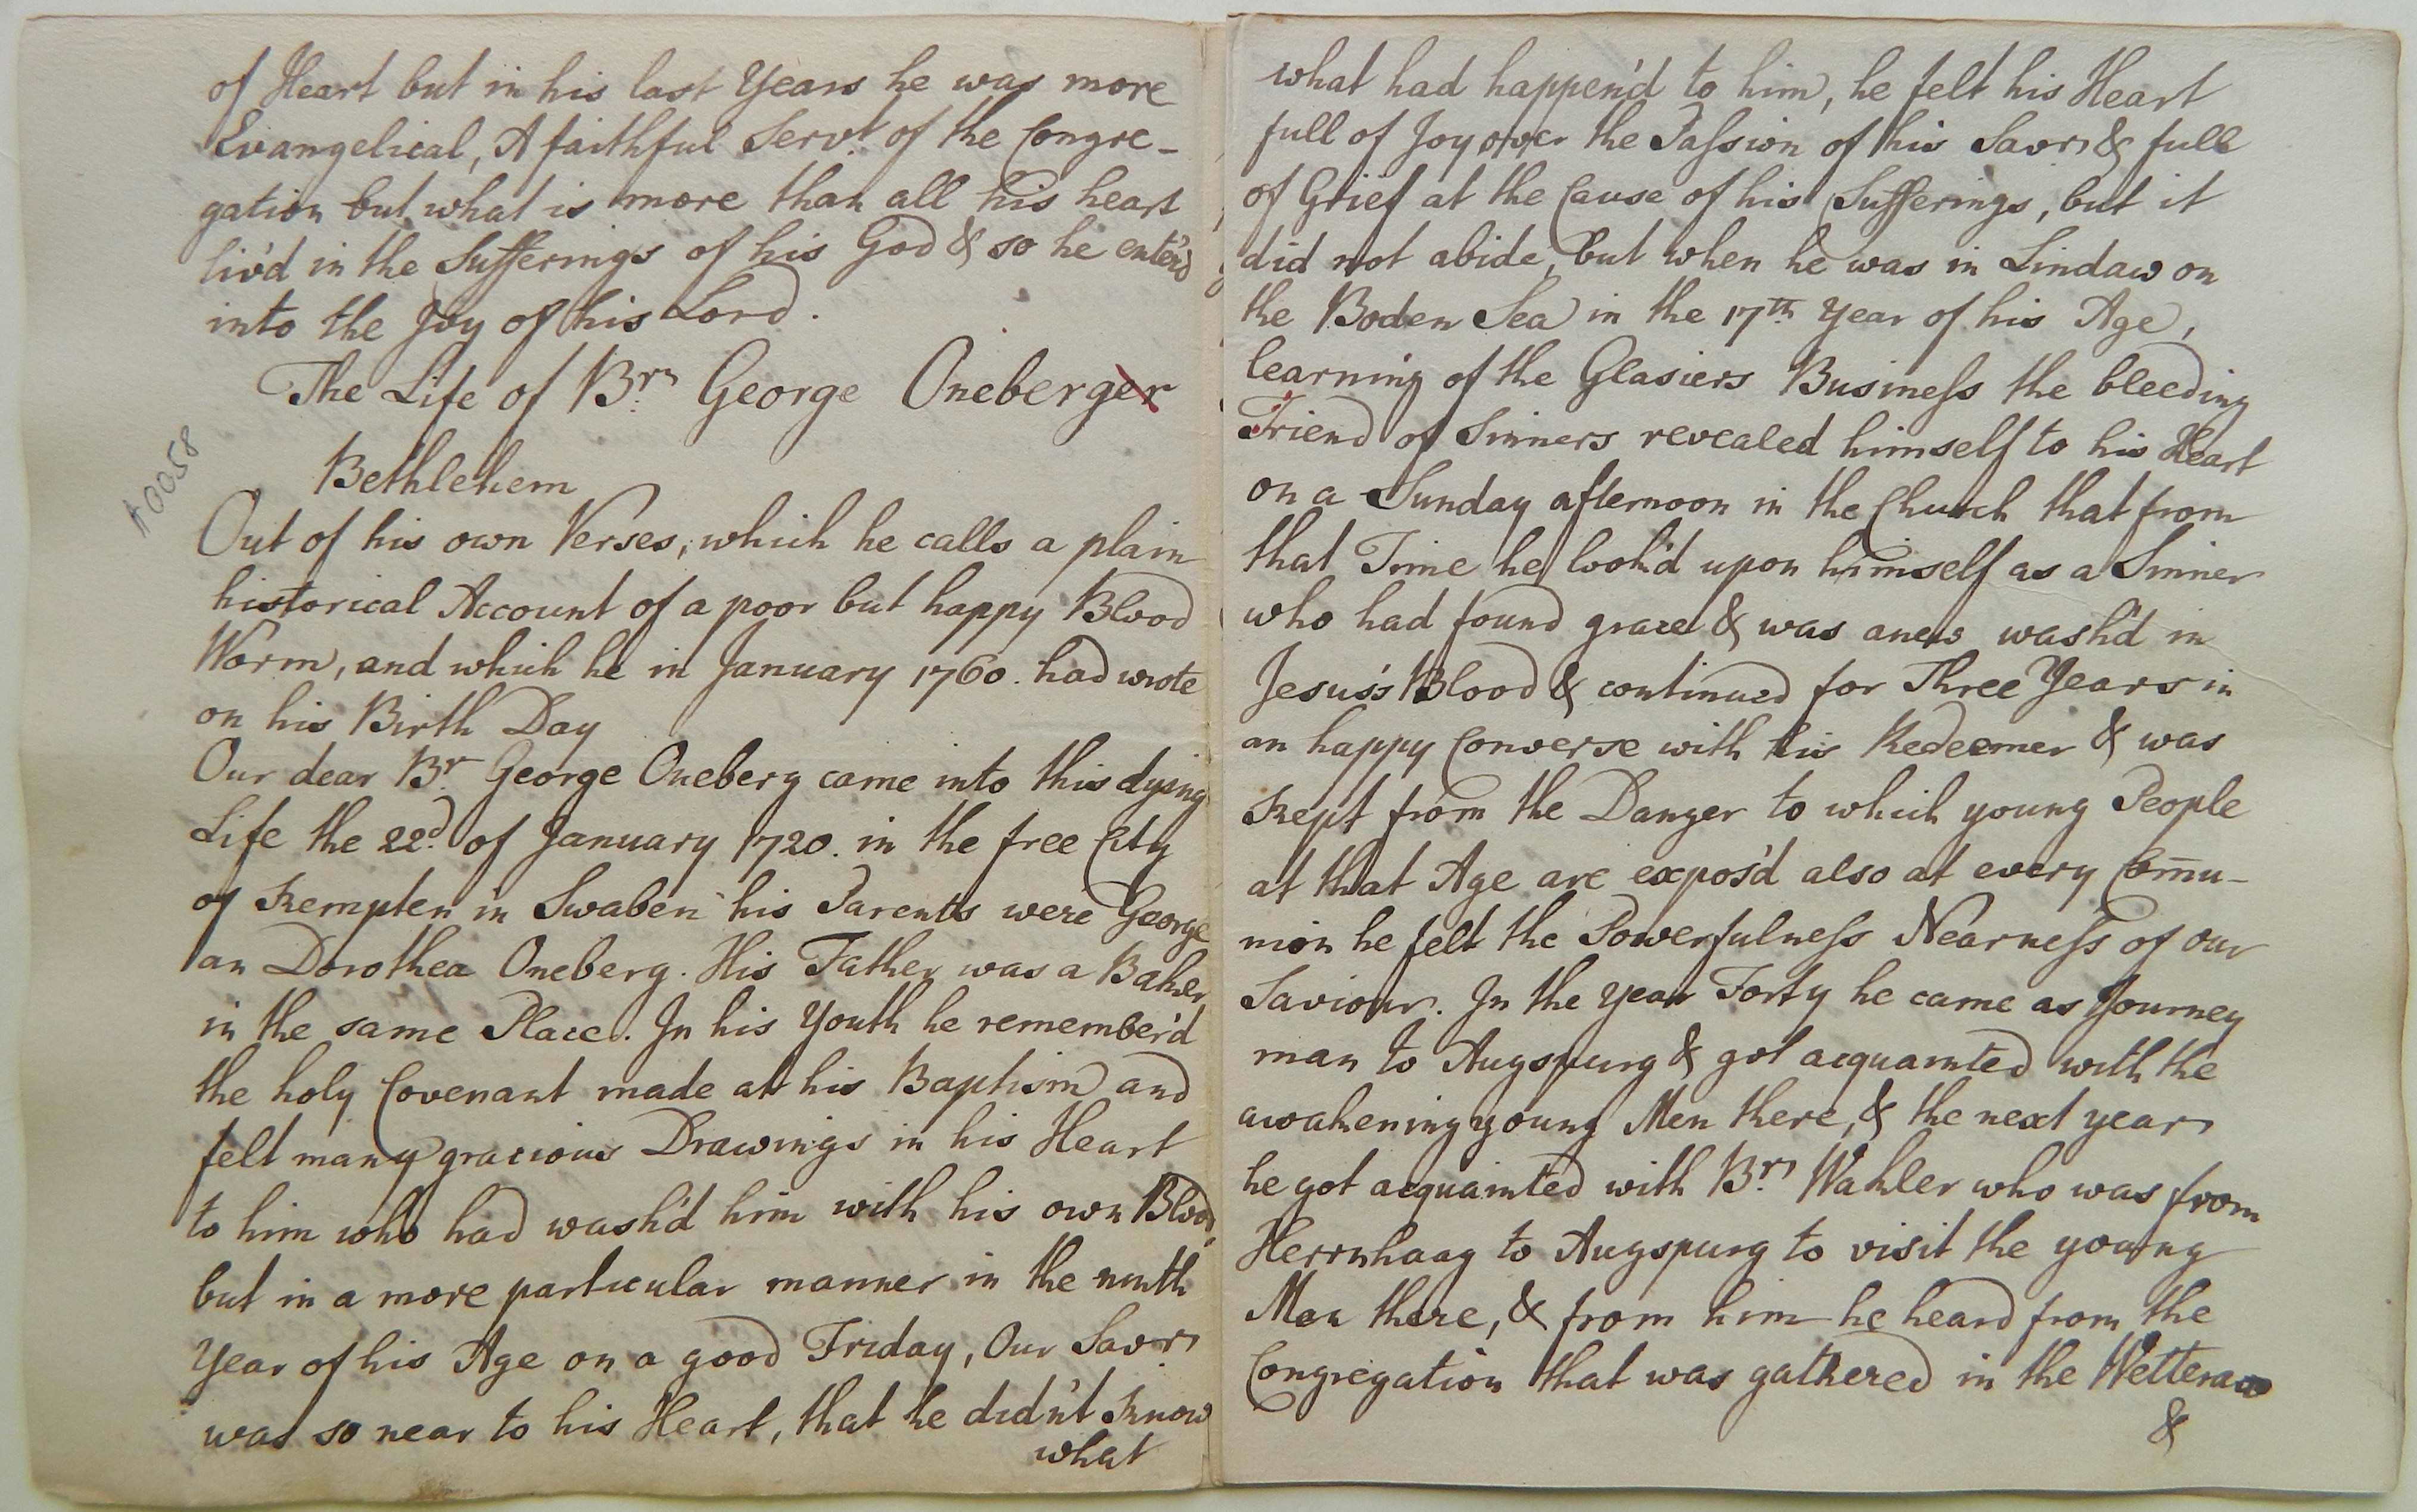 of Heart but in his last Years he was more
Evangelical, A faithful Servt. of the Congre-
gation but what is more than all his heart
liv'd in the Sufferings of his God & so he enter'd
into the Joy of his Lord.
The Life of Br. George Oneberger
Bethlehem
A0058
Out of his own Verses, which he calls a plain
historical Account of a poor but happy Blood
Worm, and which he in January 1760. had wrote
on his Birth Day
Our dear Br. George Oneberg came into this dying
Life the 22d. of January 1720. in the free City
of Kempten in Swaben his Parents were George
an Dorothea Oneberg. His Father was a Baker
in the same Place. In his Youth he remember'd
the holy Covenant made at his Baptism and
felt many gracious Drawings in his Heart
to him who had wash'd him with his own Blood,
but in a more particular manner in the ninth
Year of his Age on a good Friday, Our Savr.
was so near to his Heart, that he didn't know
what
what had happen'd to him, he felt his Heart
full of Joy over the Passion of his Savr. & full
of Grief at the Cause of his Sufferings, but it
did not abide, but when he was in Lindaw on
the Boden Sea in the 17th Year of his Age,
learning of the Glasiers Business the bleeding
Friend of Sinners revealed himself to his Heart
on a Sunday afternoon in the Church that from
that Time he look'd upon himself as a Sinner
who had found grace & was anew wash'd in
Jesus's Blood & continued for Three Years in
an happy Converse with his Redeemer & was
kept from the Danger to which young People
at that Age are expos'd also at every Com̅u-
nion he felt the Powerfulness Nearness of our
Saviour. In the year Forty he came as Journey
man to Augspurg & got acquainted with the
awakening young Men there, & the next year
he got acquainted with Br. Wahler who was from
Herrnhaag to Augspurg to visit the young
Men there, & from him he heard from the
Congregation that was gathered in the Wetteraw
&